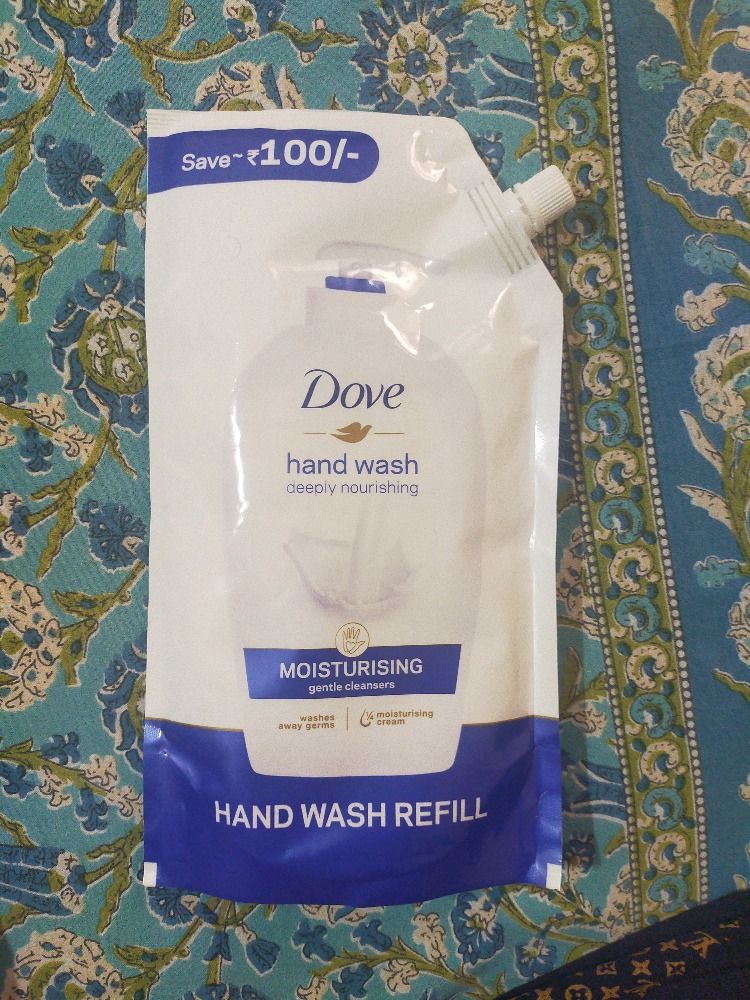 Save~₹100/-
Dove
hand wash
deeply nourishing
MOISTURISING
gentle cleansers
washes
away germs
¼ moisturising
cream
HAND WASH REFILL